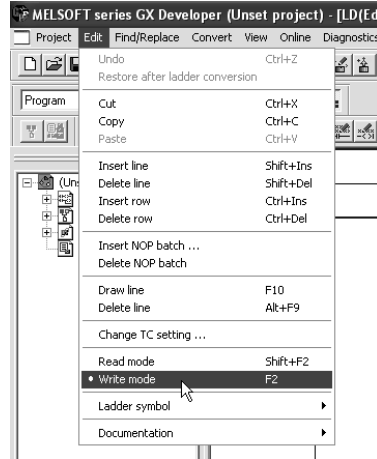 MELSOFT series GX Developer (Unset project) - [LD(Ed
Project Edit Find/Replace Convert View Online Diagnostics
Undo Ctrl+Z
Restore after ladder conversion
Program
Cut Ctrl+X
Copy Ctrl+C
Paste Ctrl+V
Insert line Shift+Ins
(Uns
Delete line Shift+Del
Insert row Ctrl+Ins
Delete row Ctrl+Del
Insert NOP batch ...
Delete NOP batch
Draw line F10
Delete line Alt+F9
Change TC setting ...
Read mode Shift+F2
• Write mode F2
Ladder symbol
Documentation